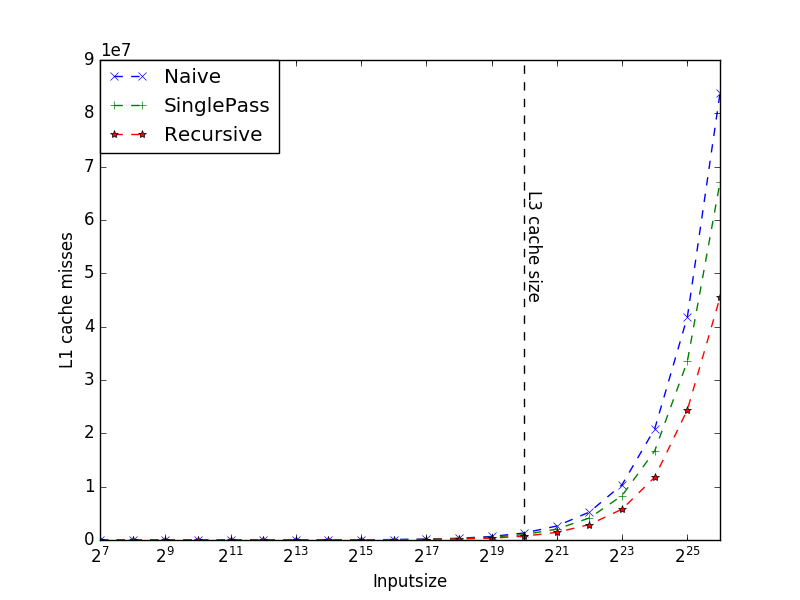 1e7
9
8
7
6
5
4
3
2
1
0
L1 cache misses
Naive
SinglePass
Recursive
L3 cache size
2^7 2^9 2^11 2^13 2^15 2^17 2^19 2^21 2^23 2^25
Inputsize